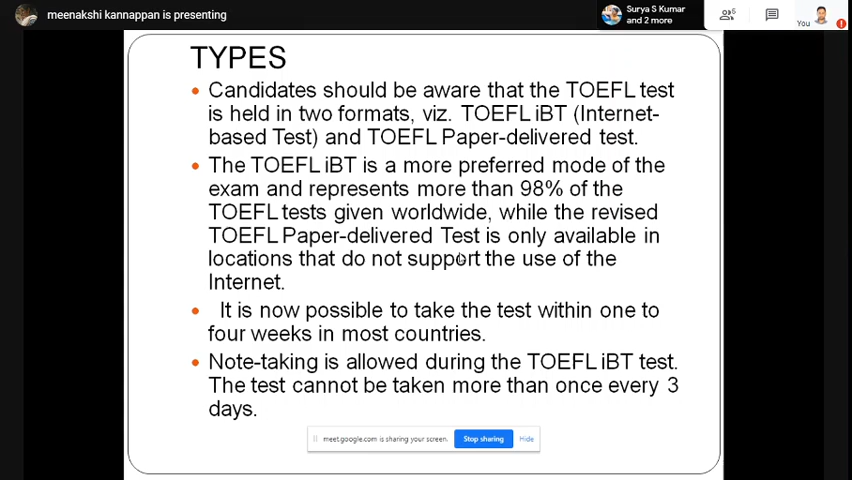 meenakshi kannappan is presenting
Surya S Kumar
and 2 more
6
You
TYPES
• Candidates should be aware that the TOEFL test
is held in two formats, viz. TOEFL iBT (Internet-
based Test) and TOEFL Paper-delivered test.
• The TOEFL iBT is a more preferred mode of the
exam and represents more than 98% of the
TOEFL tests given worldwide, while the revised
TOEFL Paper-delivered Test is only available in
locations that do not support the use of the
Internet.
• It is now possible to take the test within one to
four weeks in most countries.
• Note-taking is allowed during the TOEFL iBT test.
The test cannot be taken more than once every 3
days.
meet.google.com is sharing your screen. Stop sharing Hide